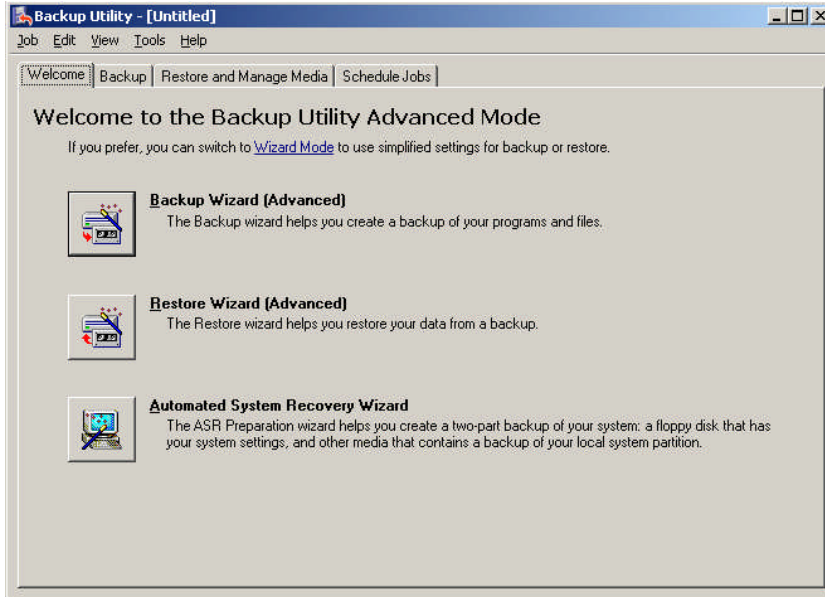 Backup Utility - [Untitled]
Job Edit View Tools Help
Welcome Backup Restore and Manage Media Schedule Jobs
Welcome to the Backup Utility Advanced Mode
If you prefer, you can switch to Wizard Mode to use simplified settings for backup or restore.
Backup Wizard (Advanced)
The Backup wizard helps you create a backup of your programs and files.
Restore Wizard (Advanced)
The Restore wizard helps you restore your data from a backup.
Automated System Recovery Wizard
The ASR Preparation wizard helps you create a two-part backup of your system: a floppy disk that has
your system settings, and other media that contains a backup of your local system partition.